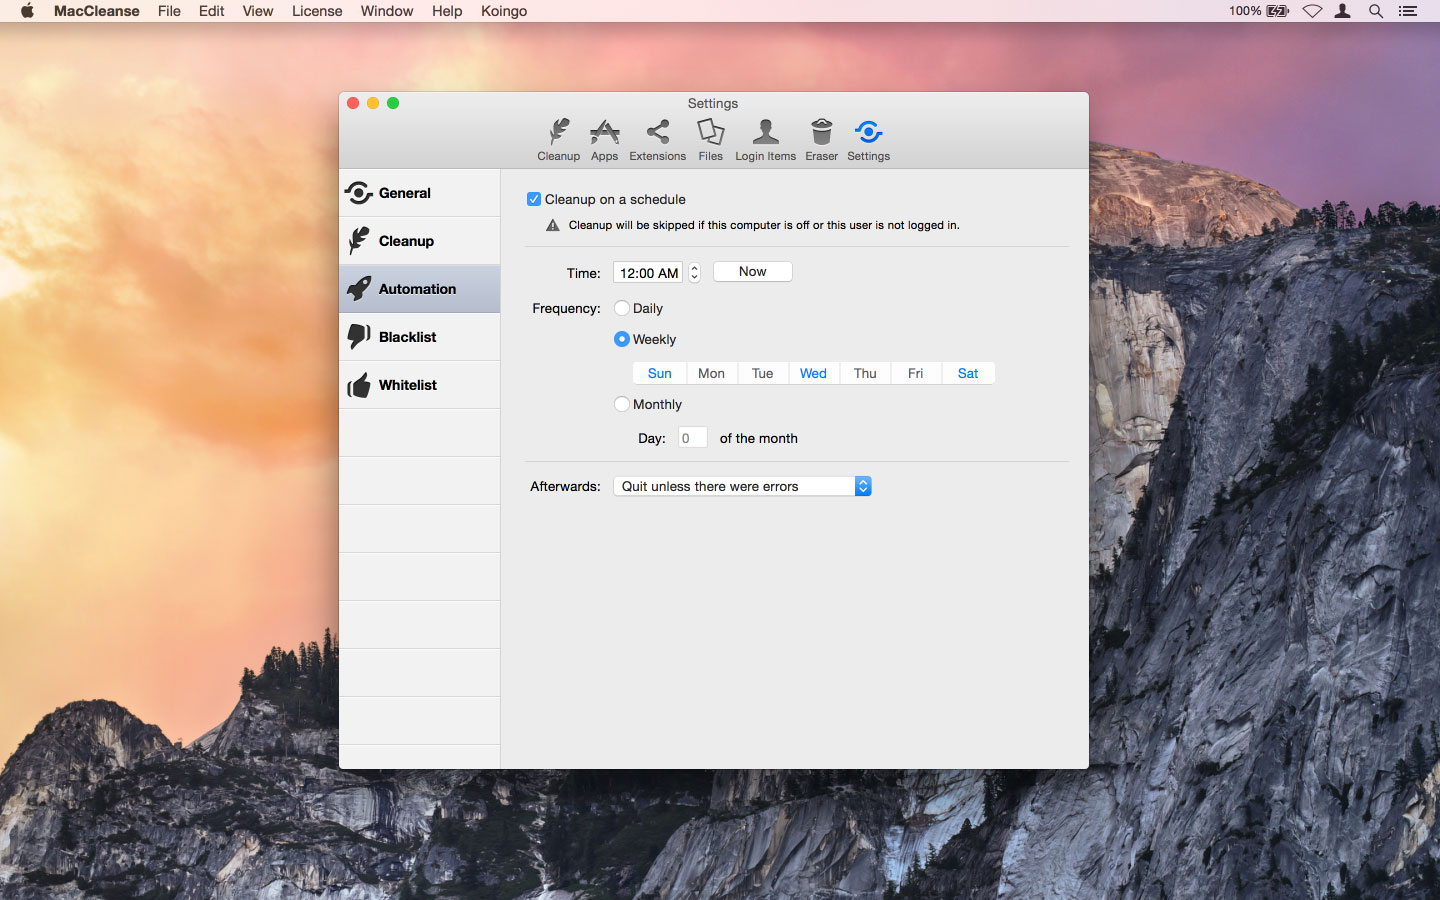 MacCleanse File Edit View License Window Help Koingo 100%
Settings
Cleanup Apps Extensions Files Login Items Eraser Settings
General
Cleanup
Automation
Blacklist
Whitelist
Cleanup on a schedule
Cleanup will be skipped if this computer is off or this user is not logged in.
Time: 12:00 AM Now
Frequency: Daily
Weekly
Sun Mon Tue Wed Thu Fri Sat
Monthly
Day: 0 of the month
Afterwards: Quit unless there were errors